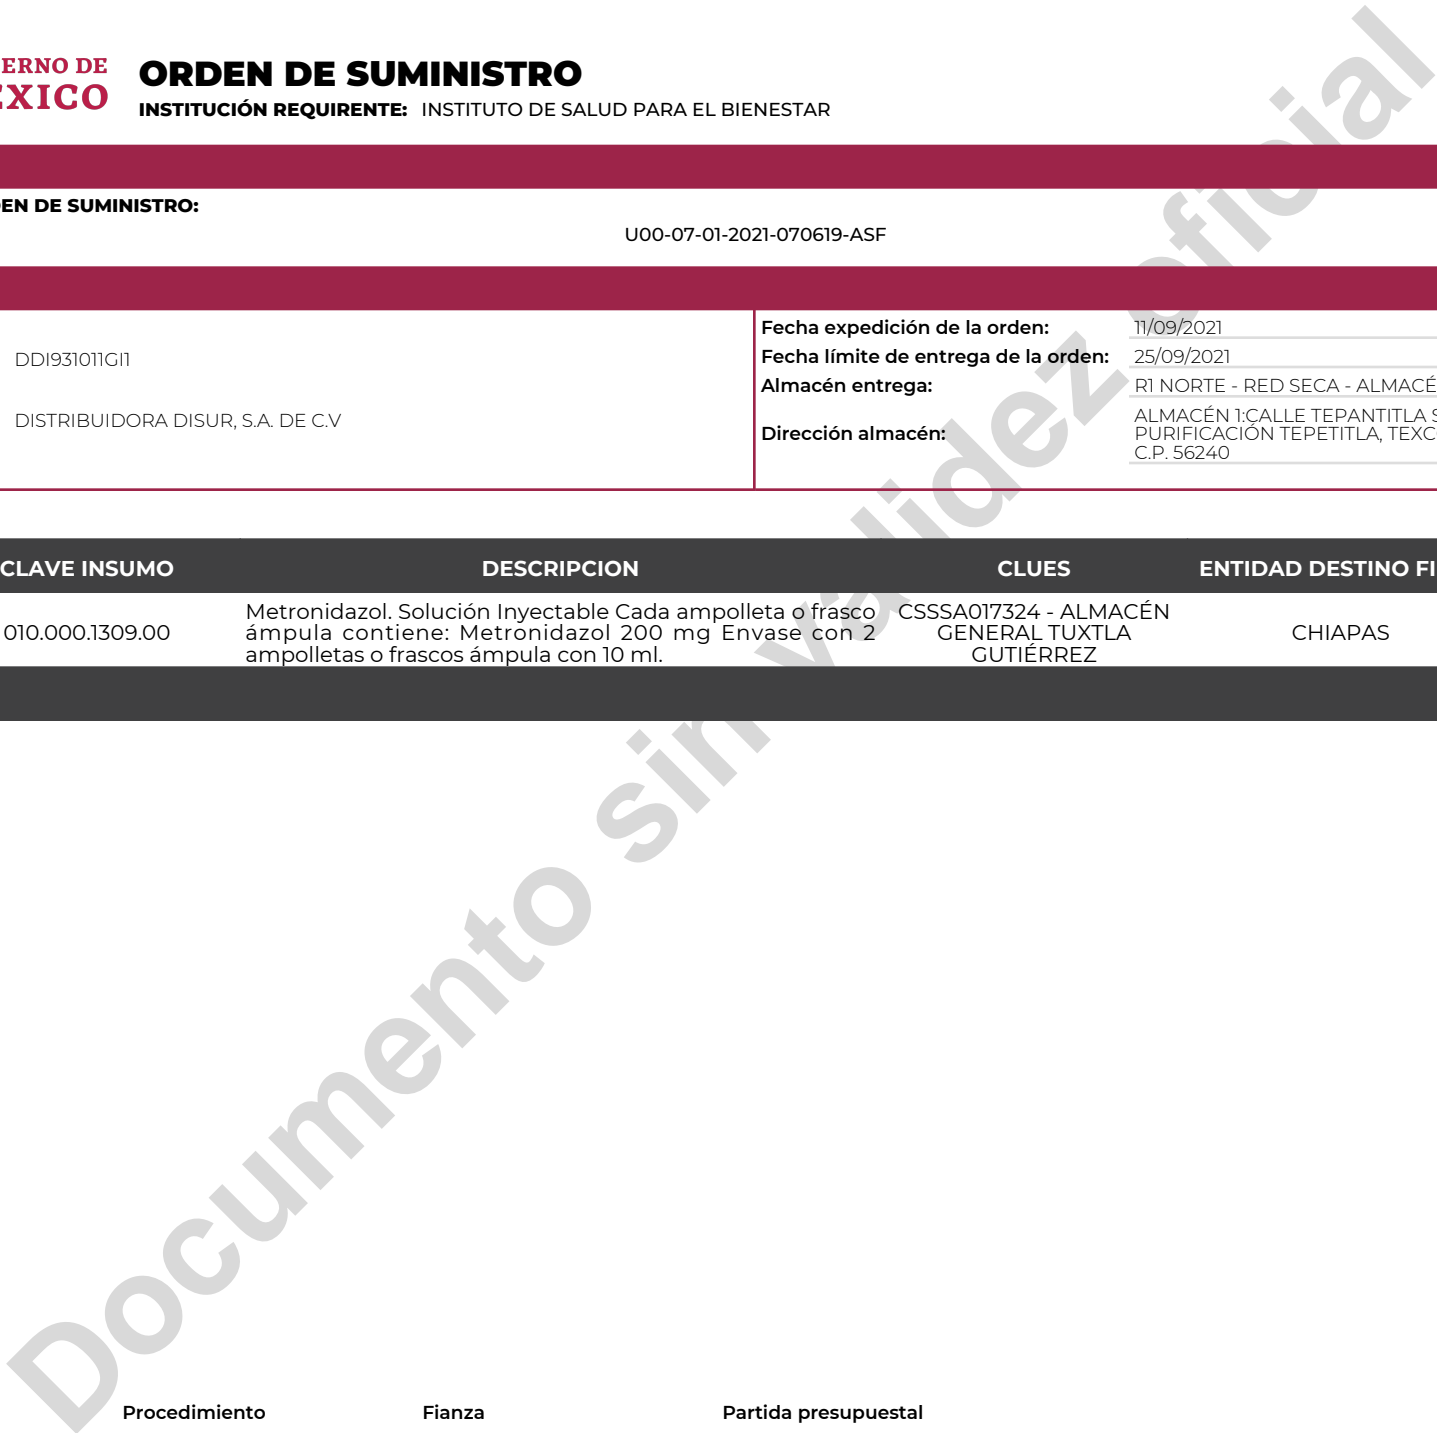 ERNO DE
ÉXICO
ORDEN DE SUMINISTRO
INSTITUCIÓN REQUIRENTE: INSTITUTO DE SALUD PARA EL BIENESTAR
EN DE SUMINISTRO:
U00-07-01-2021-070619-ASF
DDI931011GI1
DISTRIBUIDORA DISUR, S.A. DE C.V
Fecha expedición de la orden: 11/09/2021
Fecha límite de entrega de la orden: 25/09/2021
Almacén entrega: R1 NORTE - RED SECA - ALMACÉ
Dirección almacén: ALMACÉN 1:CALLE TEPANTITLA S
PURIFICACIÓN TEPETITLA, TEXC
C.P. 56240
CLAVE INSUMO DESCRIPCION CLUES ENTIDAD DESTINO FI
010.000.1309.00
Metronidazol. Solución Inyectable Cada ampolleta o frasco
ámpula contiene: Metronidazol 200 mg Envase con 2
ampolletas o frascos ámpula con 10 ml.
CSSSA017324 - ALMACÉN
GENERAL TUXTLA
GUTIÉRREZ
CHIAPAS
Documento sin validez oficial
Procedimiento Fianza Partida presupuestal